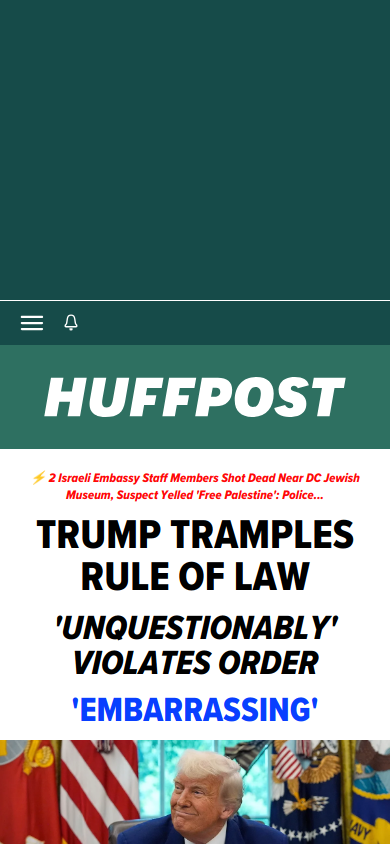 HUFFPOST
⚡ 2 Israeli Embassy Staff Members Shot Dead Near DC Jewish
Museum, Suspect Yelled 'Free Palestine': Police...
TRUMP TRAMPLES
RULE OF LAW
'UNQUESTIONABLY'
VIOLATES ORDER
'EMBARRASSING'
NAVY